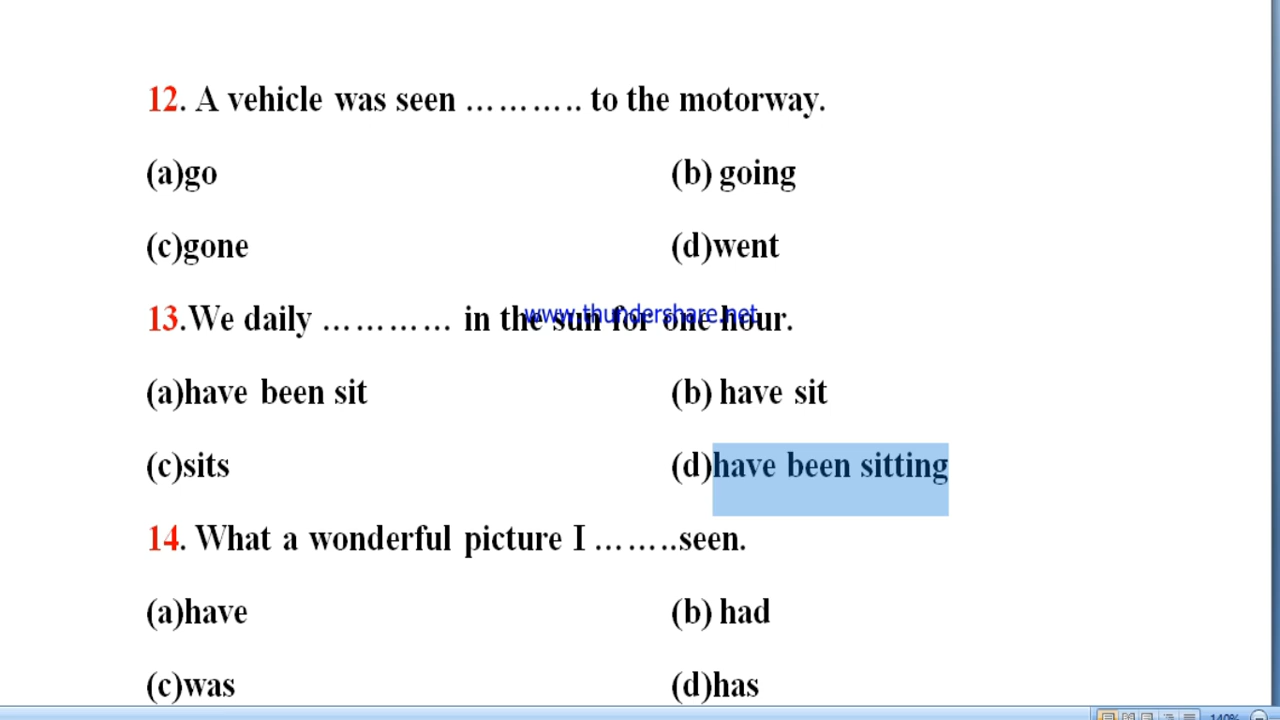 12. A vehicle was seen ……….. to the motorway.
(a)go (b) going
(c)gone (d)went
13.We daily ………… in the sun for one hour.
www.thundershare.net
(a)have been sit (b) have sit
(c)sits (d)have been sitting
14. What a wonderful picture I ……..seen.
(a)have (b) had
(c)was (d)has
140%